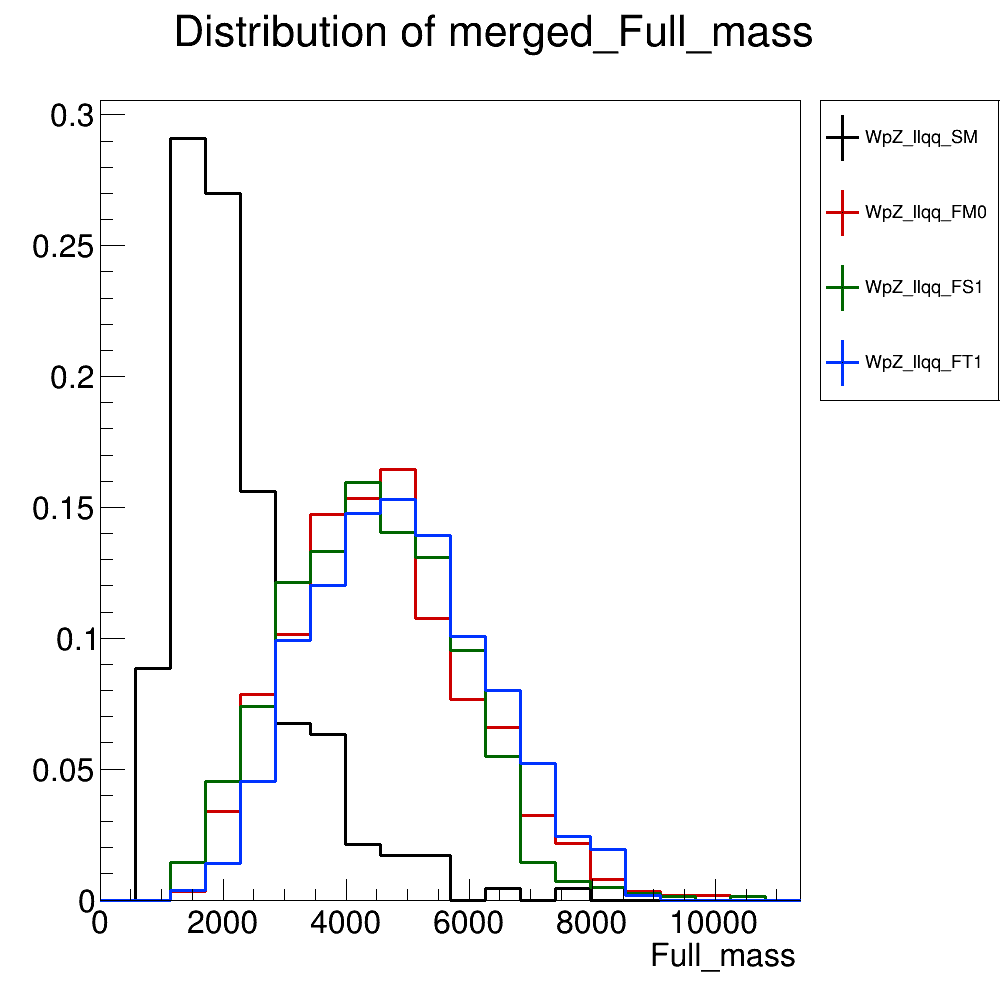 Distribution of merged_Full_mass
0.3
0.25
0.2
0.15
0.1
0.05
0
0 2000 4000 6000 8000 10000
Full_mass
WpZ_llqq_SM
WpZ_llqq_FM0
WpZ_llqq_FS1
WpZ_llqq_FT1